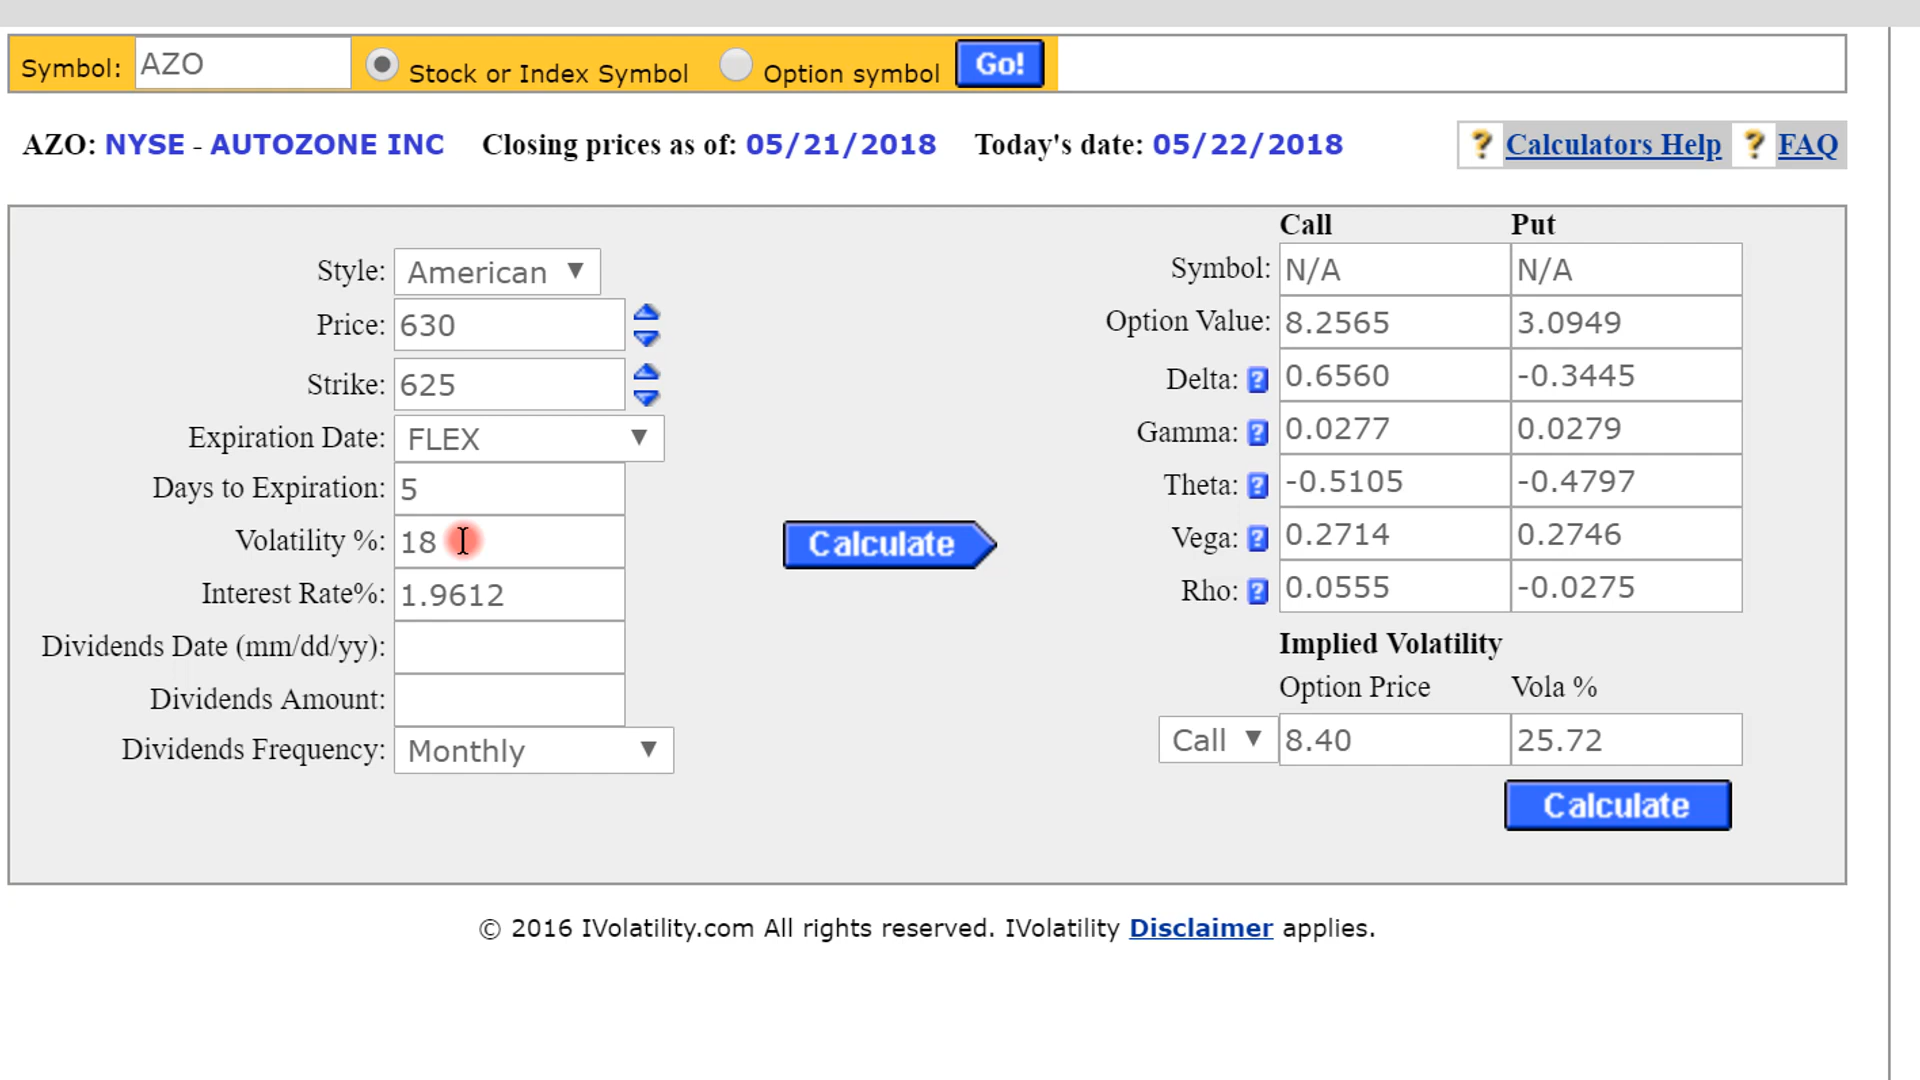 Symbol: AZO Stock or Index Symbol Option symbol Go!
AZO: NYSE - AUTOZONE INC Closing prices as of: 05/21/2018 Today's date: 05/22/2018 ? Calculators Help ? FAQ
Call Put
Style: American ▼ Symbol: N/A N/A
Price: 630 Option Value: 8.2565 3.0949
Strike: 625 Delta: ? 0.6560 -0.3445
Expiration Date: FLEX ▼ Gamma: ? 0.0277 0.0279
Days to Expiration: 5 Theta: ? -0.5105 -0.4797
Volatility %: 18 Calculate Vega: ? 0.2714 0.2746
Interest Rate%: 1.9612 Rho: ? 0.0555 -0.0275
Dividends Date (mm/dd/yy): Implied Volatility
Dividends Amount: Option Price Vola %
Dividends Frequency: Monthly ▼ Call ▼ 8.40 25.72
Calculate
© 2016 IVolatility.com All rights reserved. IVolatility Disclaimer applies.